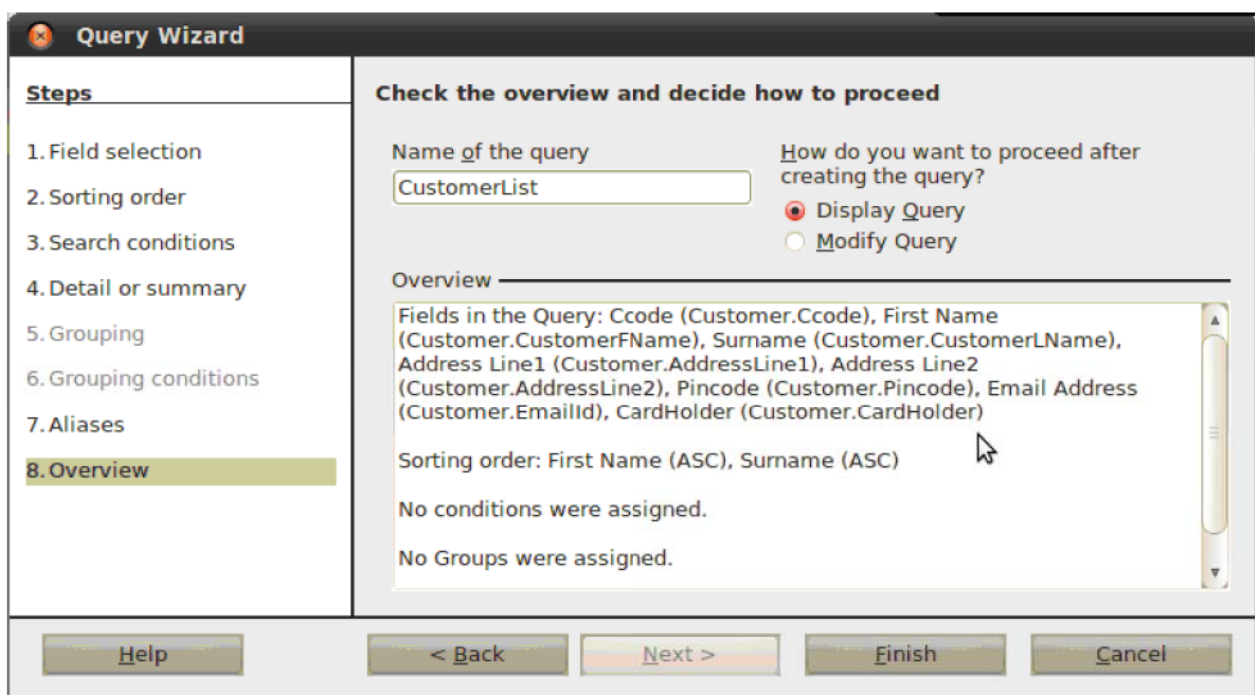 Query Wizard
Steps
1. Field selection
2. Sorting order
3. Search conditions
4. Detail or summary
5. Grouping
6. Grouping conditions
7. Aliases
8. Overview
Check the overview and decide how to proceed
Name of the query
CustomerList
How do you want to proceed after
creating the query?
Display Query
Modify Query
Overview
Fields in the Query: Ccode (Customer.Ccode), First Name
(Customer.CustomerFName), Surname (Customer.CustomerLName),
Address Line1 (Customer.AddressLine1), Address Line2
(Customer.AddressLine2), Pincode (Customer.Pincode), Email Address
(Customer.EmailId), CardHolder (Customer.CardHolder)
Sorting order: First Name (ASC), Surname (ASC)
No conditions were assigned.
No Groups were assigned.
Help
< Back
Next >
Finish
Cancel